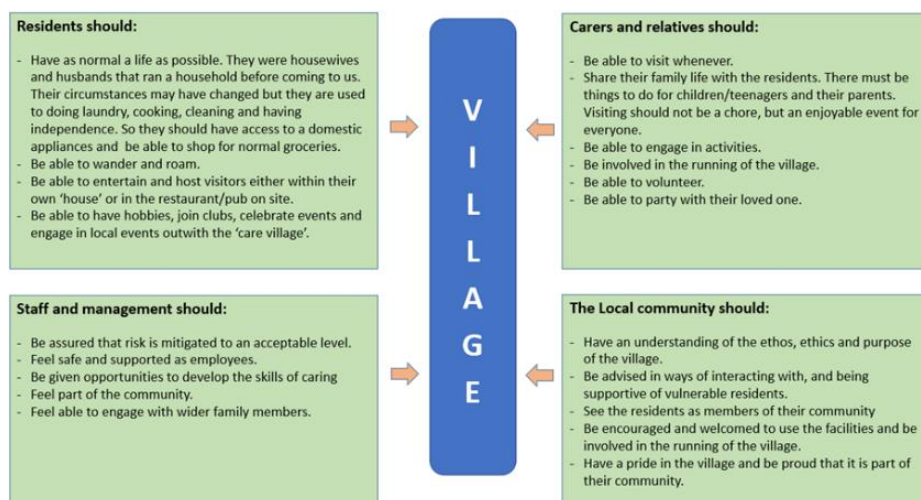 Residents should:
- Have as normal a life as possible. They were housewives
and husbands that ran a household before coming to us.
Their circumstances may have changed but they are used
to doing laundry, cooking, cleaning and having
independence. So they should have access to a domestic
appliances and be able to shop for normal groceries.
- Be able to wander and roam.
- Be able to entertain and host visitors either within their
own ‘house’ or in the restaurant/pub on site.
- Be able to have hobbies, join clubs, celebrate events and
engage in local events outwith the ‘care village’.
V
I
L
L
A
G
E
Carers and relatives should:
- Be able to visit whenever.
- Share their family life with the residents. There must be
things to do for children/teenagers and their parents.
Visiting should not be a chore, but an enjoyable event for
everyone.
- Be able to engage in activities.
- Be involved in the running of the village.
- Be able to volunteer.
- Be able to party with their loved one.
Staff and management should:
- Be assured that risk is mitigated to an acceptable level.
- Feel safe and supported as employees.
- Be given opportunities to develop the skills of caring
- Feel part of the community.
- Feel able to engage with wider family members.
The Local community should:
- Have an understanding of the ethos, ethics and purpose
of the village.
- Be advised in ways of interacting with, and being
supportive of vulnerable residents.
- See the residents as members of their community
- Be encouraged and welcomed to use the facilities and be
involved in the running of the village.
- Have a pride in the village and be proud that it is part of
their community.